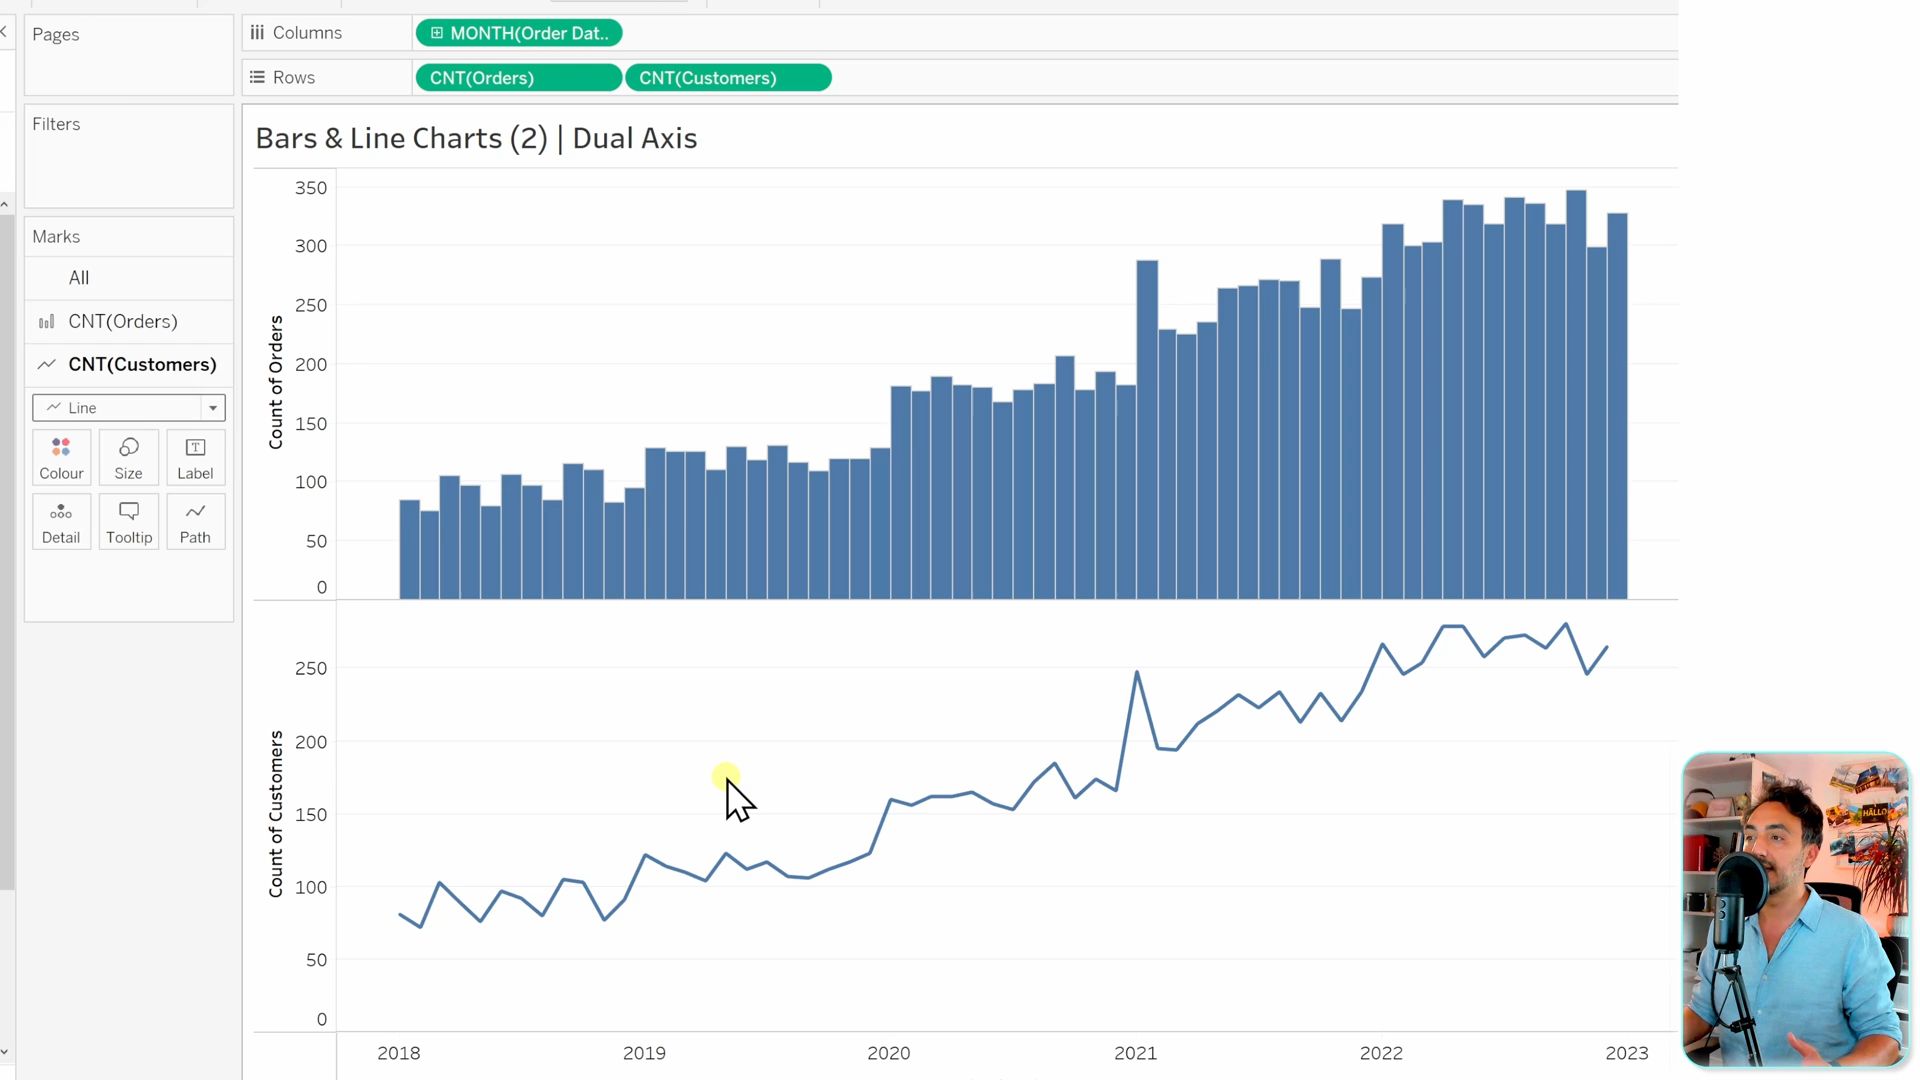 Pages
Columns
MONTH(Order Dat..
Rows
CNT(Orders)
CNT(Customers)
Filters
Marks
All
CNT(Orders)
CNT(Customers)
Line
Colour
Size
Label
Detail
Tooltip
Path
Bars & Line Charts (2) | Dual Axis
Count of Orders
350
300
250
200
150
100
50
0
Count of Customers
250
200
150
100
50
0
2018
2019
2020
2021
2022
2023
HALLO